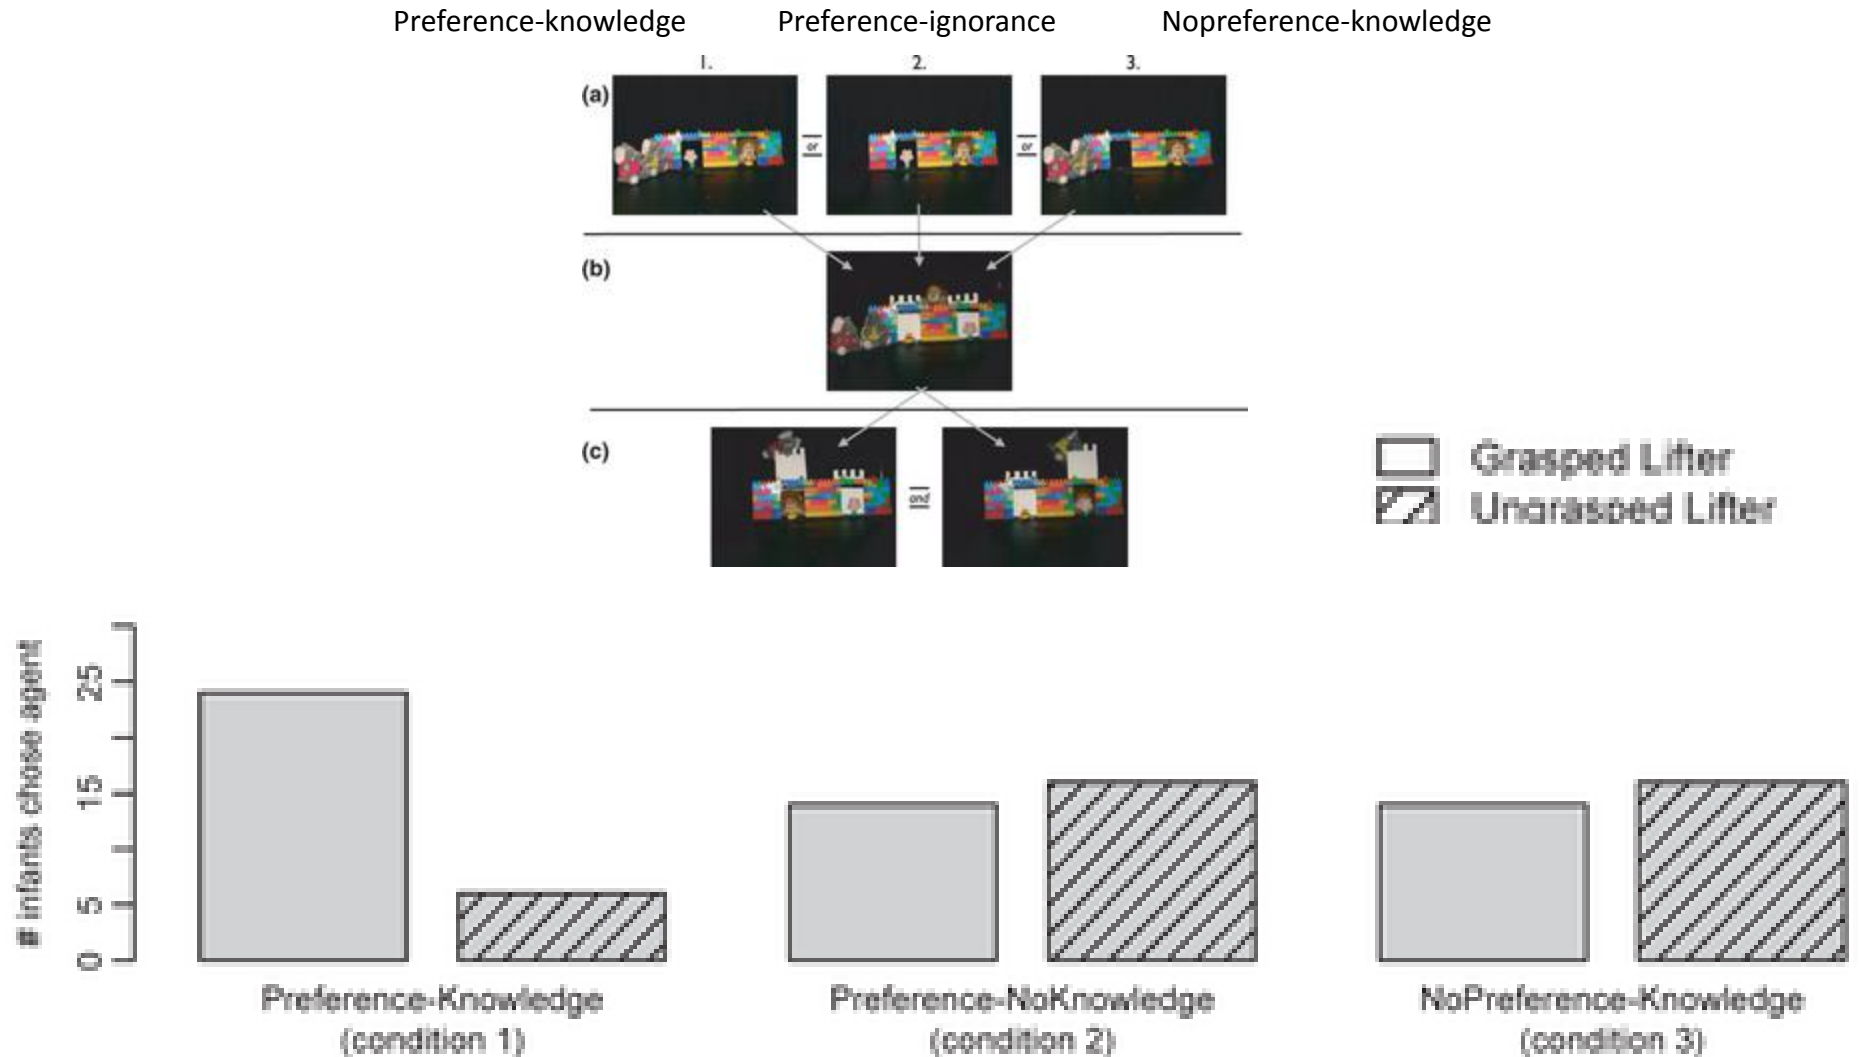 Preference-knowledge Preference-ignorance Nopreference-knowledge
1. 2. 3.
(a)
or or
(b)
(c)
and
Grasped Lifter
Ungrasped Lifter
# infants chose agent
25
15
5
0
Preference-Knowledge Preference-NoKnowledge NoPreference-Knowledge
(condition 1) (condition 2) (condition 3)